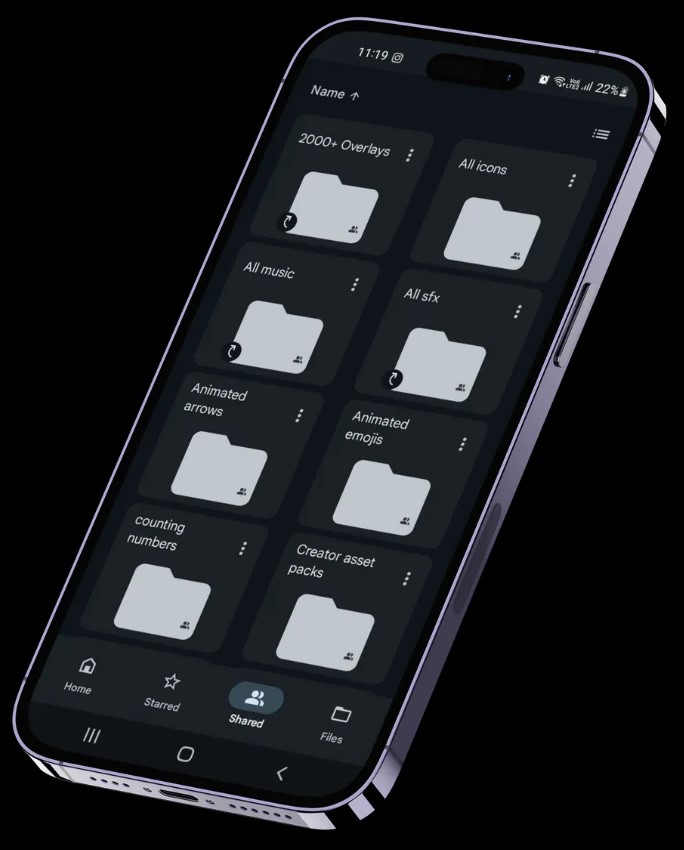 11:19
Vo))
LTE2
22%
Name ↑
2000+ Overlays
All icons
All music
All sfx
Animated
arrows
Animated
emojis
counting
numbers
Creator asset
packs
Home
Starred
Shared
Files